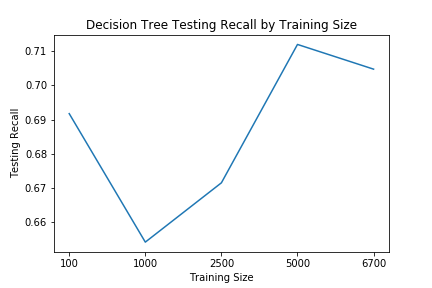 Decision Tree Testing Recall by Training Size
0.71
0.70
0.69
0.68
0.67
0.66
Testing Recall
100 1000 2500 5000 6700
Training Size